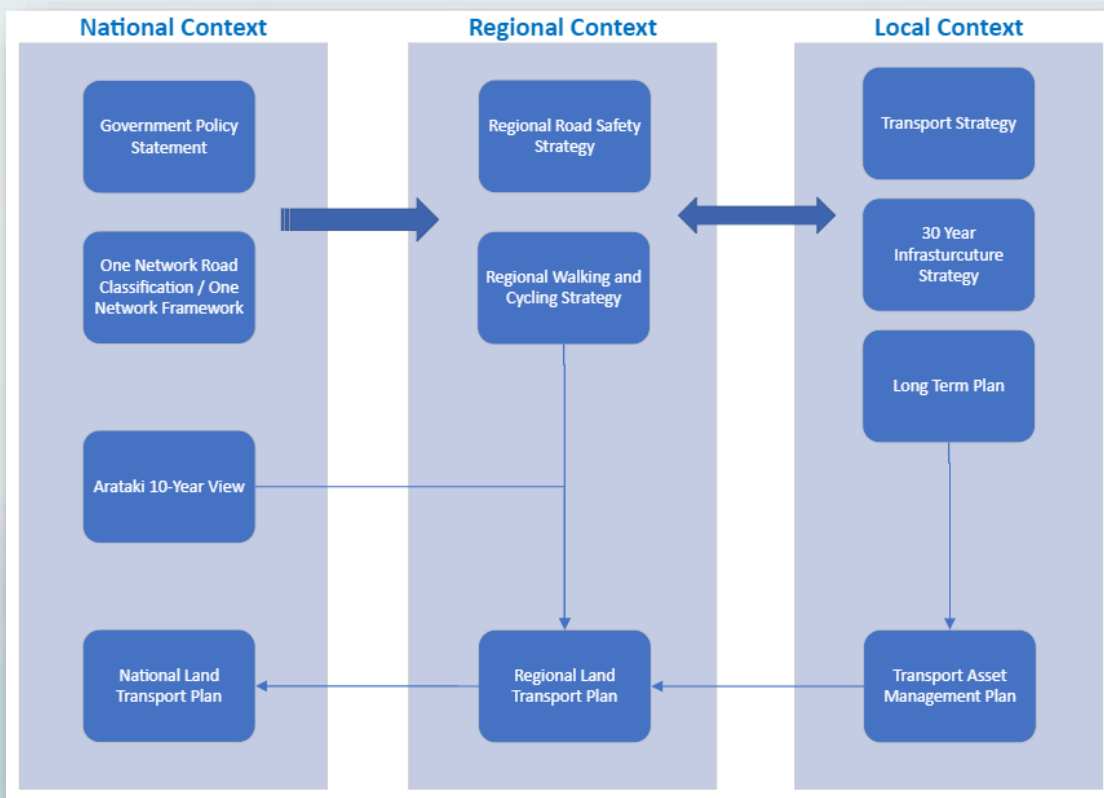 National Context
Government Policy
Statement
One Network Road
Classification / One
Network Framework
Arataki 10-Year View
National Land
Transport Plan
Regional Context
Regional Road Safety
Strategy
Regional Walking and
Cycling Strategy
Regional Land
Transport Plan
Local Context
Transport Strategy
30 Year
Infrasturcuture
Strategy
Long Term Plan
Transport Asset
Management Plan